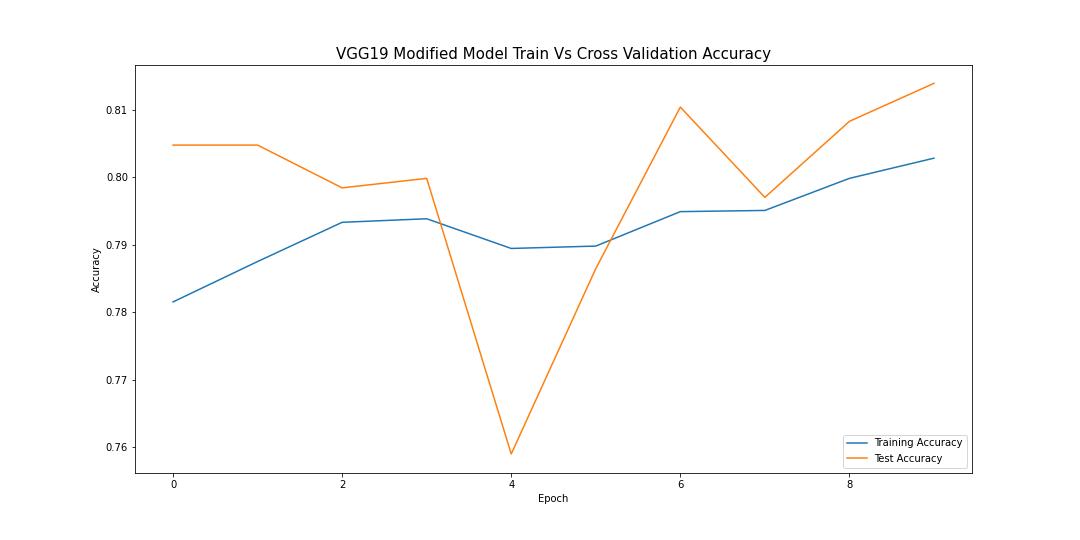 VGG19 Modified Model Train Vs Cross Validation Accuracy
0.81
0.80
0.79
0.78
0.77
0.76
Accuracy
0 2 4 6 8
Epoch
Training Accuracy
Test Accuracy